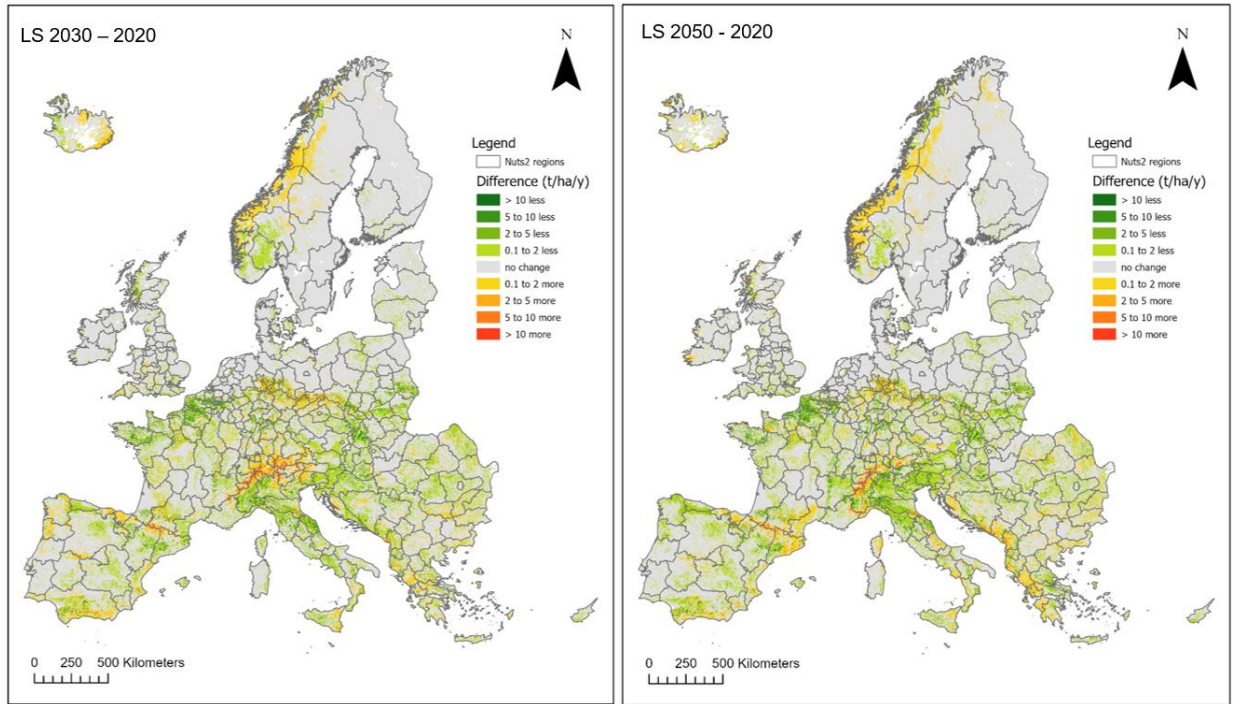 LS 2030 – 2020
N
Legend
Nuts2 regions
Difference (t/ha/y)
> 10 less
5 to 10 less
2 to 5 less
0.1 to 2 less
no change
0.1 to 2 more
2 to 5 more
5 to 10 more
> 10 more
0 250 500 Kilometers
LS 2050 - 2020
N
Legend
Nuts2 regions
Difference (t/ha/y)
> 10 less
5 to 10 less
2 to 5 less
0.1 to 2 less
no change
0.1 to 2 more
2 to 5 more
5 to 10 more
> 10 more
0 250 500 Kilometers